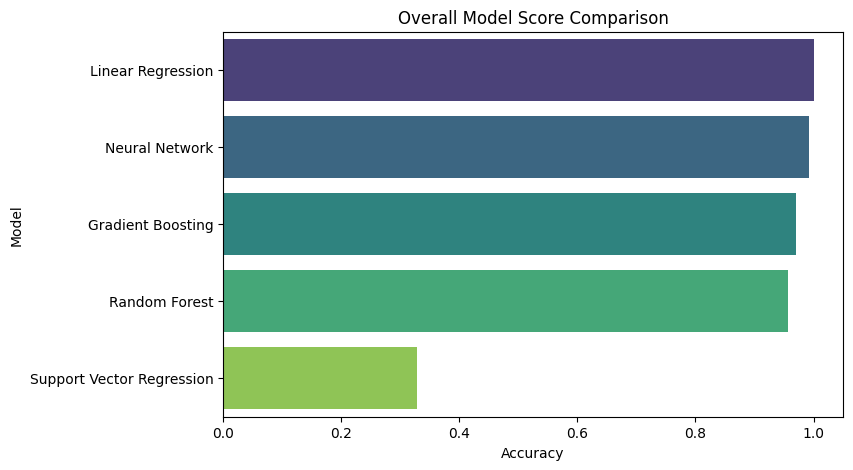 Overall Model Score Comparison
Model
Linear Regression
Neural Network
Gradient Boosting
Random Forest
Support Vector Regression
0.0 0.2 0.4 0.6 0.8 1.0
Accuracy